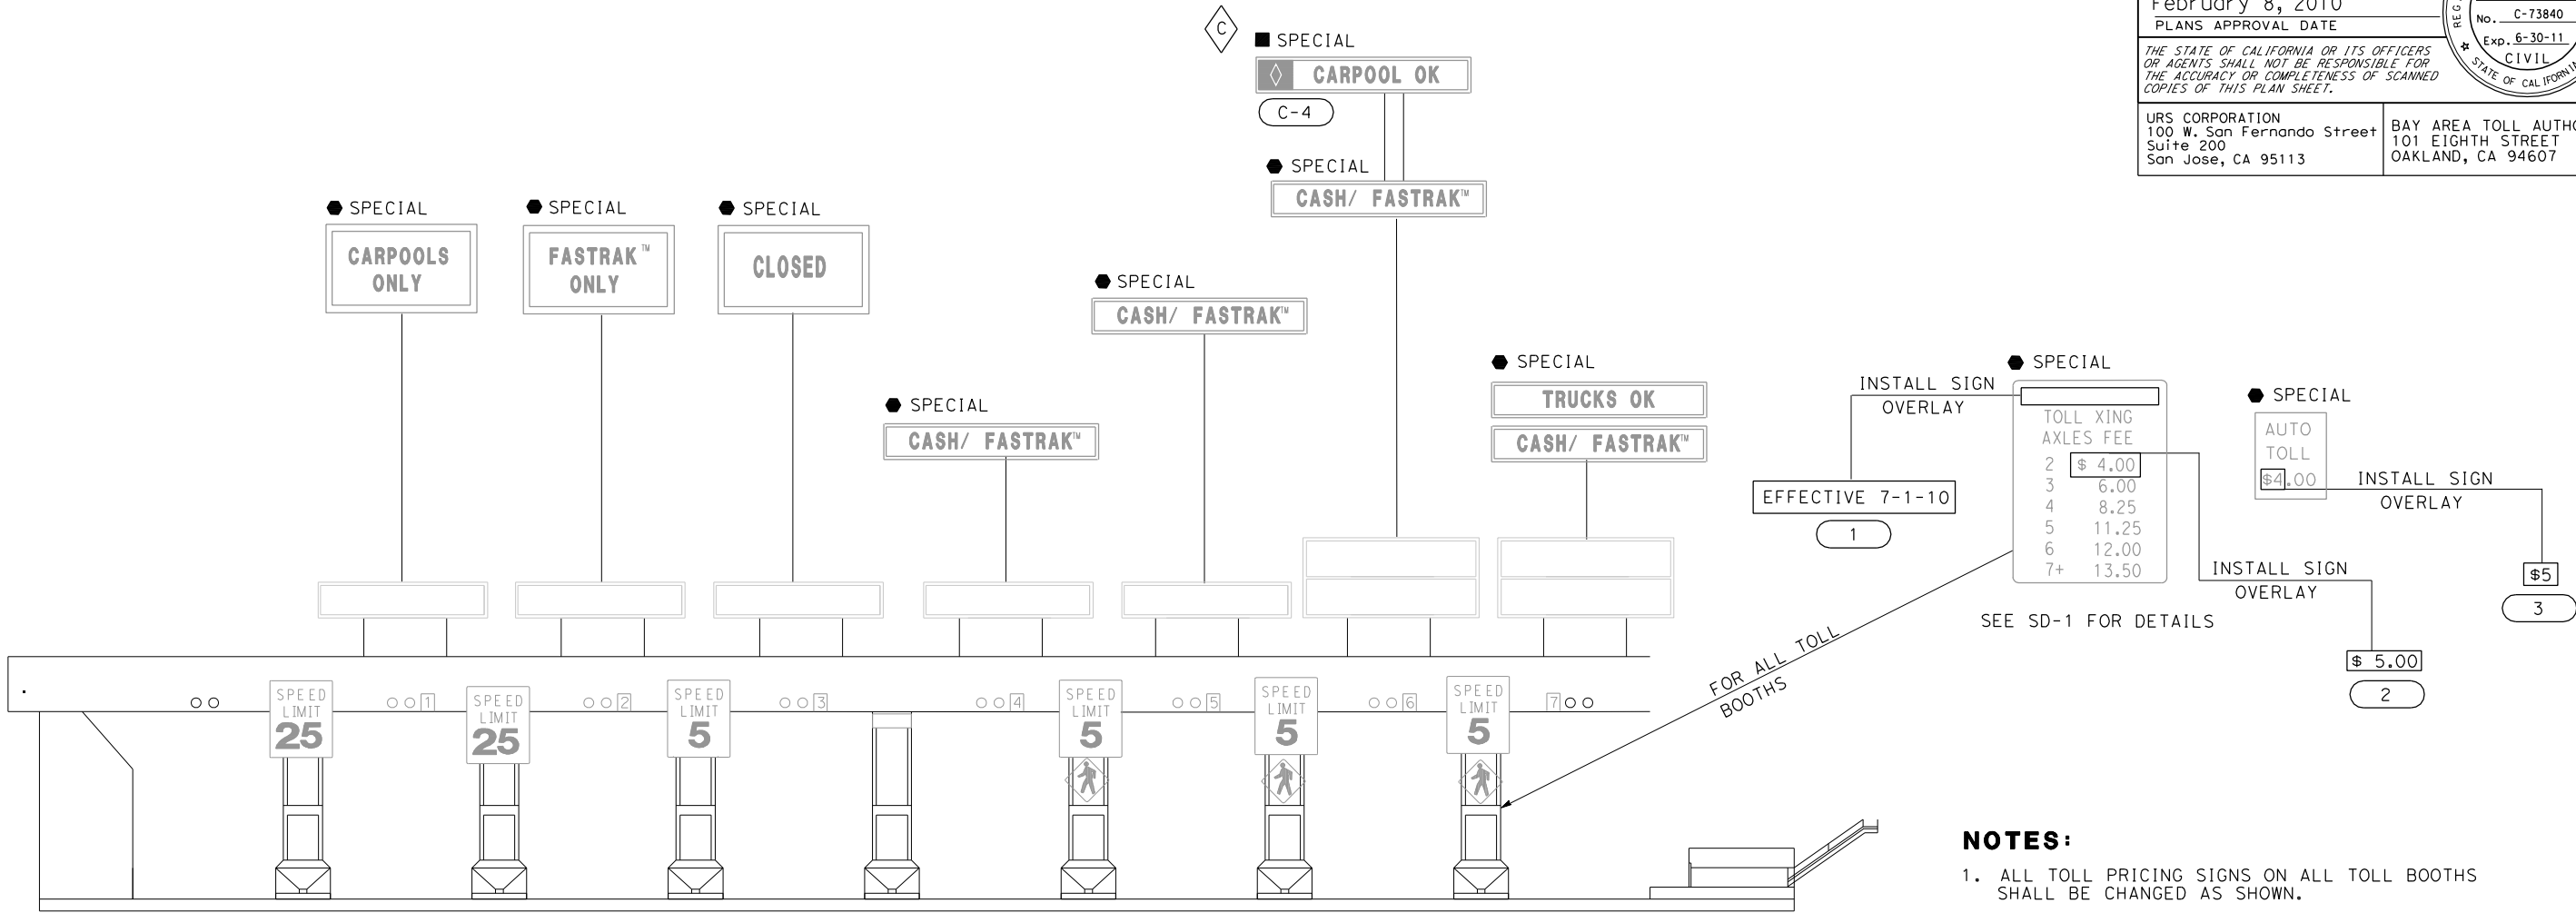 February 8, 2010
PLANS APPROVAL DATE
No. C-73840
Exp. 6-30-11
CIVIL
THE STATE OF CALIFORNIA OR ITS OFFICERS
OR AGENTS SHALL NOT BE RESPONSIBLE FOR
THE ACCURACY OR COMPLETENESS OF SCANNED
COPIES OF THIS PLAN SHEET.
URS CORPORATION
100 W. San Fernando Street
Suite 200
San Jose, CA 95113
BAY AREA TOLL
101 EIGHTH STREET
OAKLAND, CA 94607
C
SPECIAL
CARPOOL OK
C-4
SPECIAL
CASH/ FASTRAK™
SPECIAL
CARPOOLS
ONLY
SPECIAL
FASTRAK™
ONLY
SPECIAL
CLOSED
SPECIAL
CASH/ FASTRAK™
SPECIAL
CASH/ FASTRAK™
SPECIAL
TRUCKS OK
CASH/ FASTRAK™
INSTALL SIGN
OVERLAY
EFFECTIVE 7-1-10
1
SPECIAL
TOLL XING
AXLES FEE
2 $ 4.00
3 6.00
4 8.25
5 11.25
6 12.00
7+ 13.50
SEE SD-1 FOR DETAILS
SPECIAL
AUTO
TOLL
$4.00
INSTALL SIGN
OVERLAY
$5
3
INSTALL SIGN
OVERLAY
$ 5.00
2
FOR ALL TOLL
BOOTHS
SPEED
LIMIT
25
1
SPEED
LIMIT
25
2
SPEED
LIMIT
5
3
4
SPEED
LIMIT
5
5
SPEED
LIMIT
5
6
SPEED
LIMIT
5
7
NOTES:
1. ALL TOLL PRICING SIGNS ON ALL TOLL BOOTHS
SHALL BE CHANGED AS SHOWN.